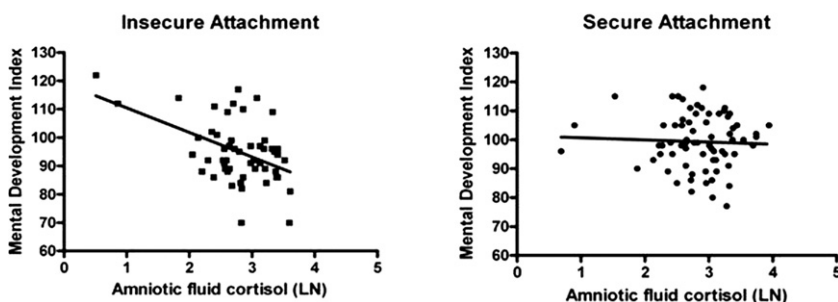 Insecure Attachment
Mental Development Index
130
120
110
100
90
80
70
60
0 1 2 3 4 5
Amniotic fluid cortisol (LN)
Secure Attachment
Mental Development Index
130
120
110
100
90
80
70
60
0 1 2 3 4 5
Amniotic fluid cortisol (LN)